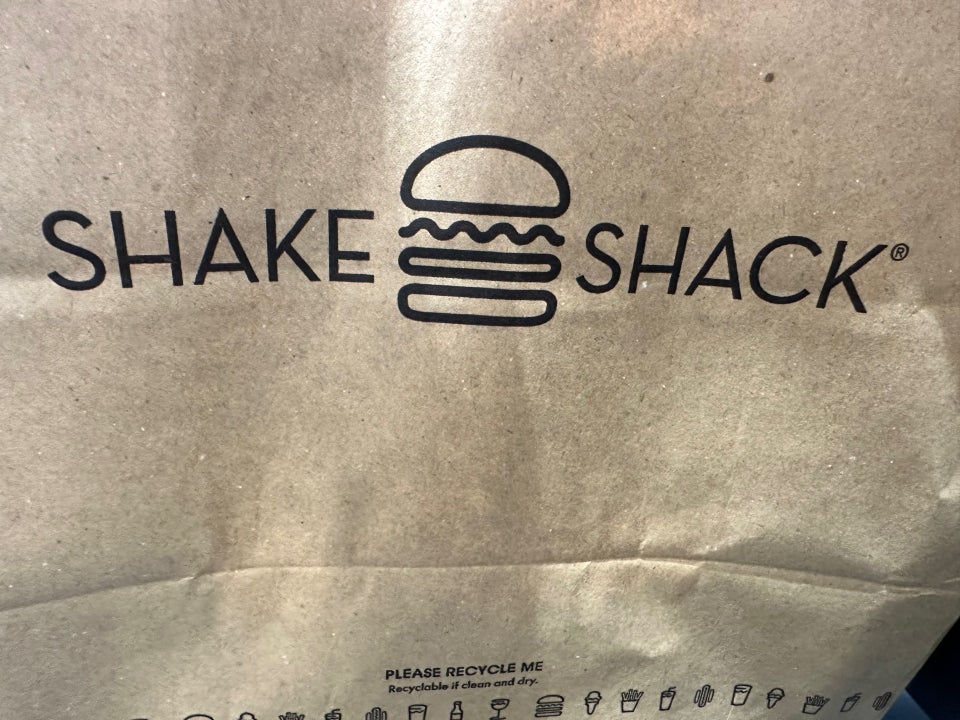 SHAKE SHACK®
PLEASE RECYCLE ME
Recyclable if clean and dry.